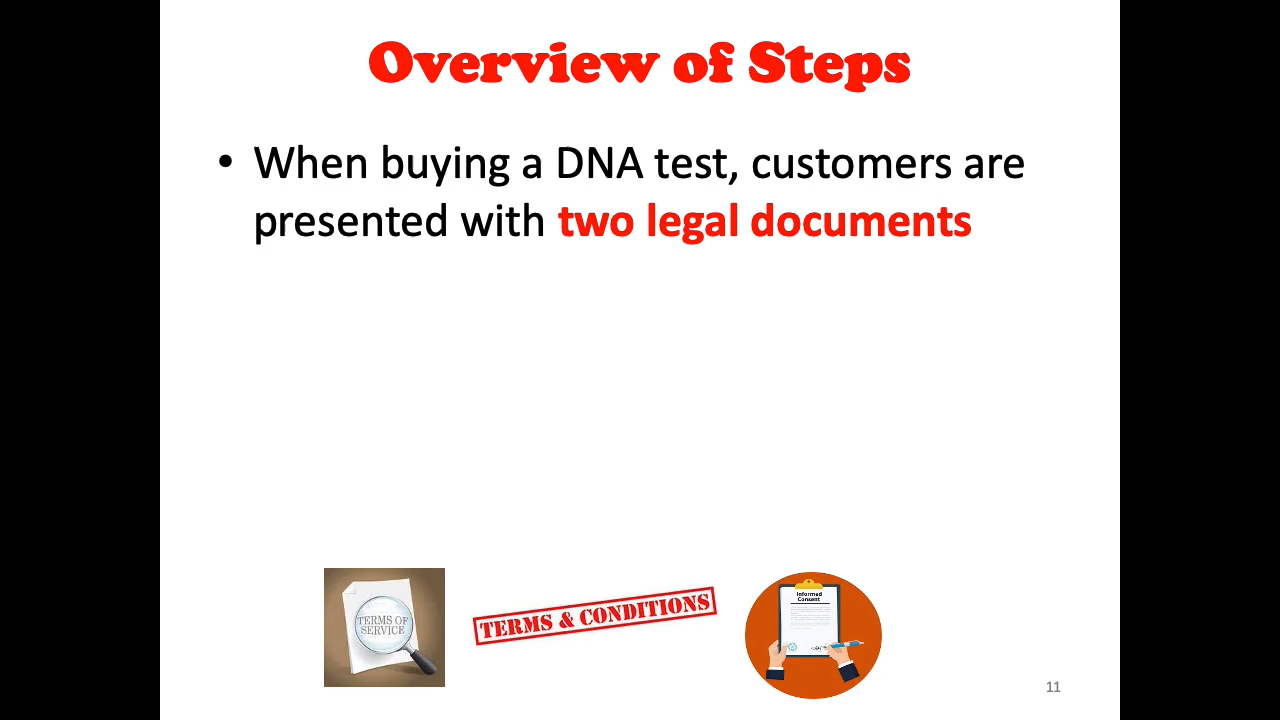 Overview of Steps
• When buying a DNA test, customers are
presented with two legal documents
TERMS OF
SERVICE
TERMS & CONDITIONS
Informed
Consent
11